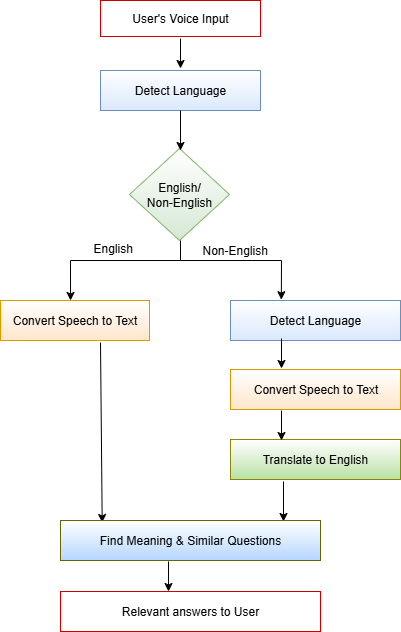 User's Voice Input
Detect Language
English/
Non-English
English
Non-English
Convert Speech to Text
Detect Language
Convert Speech to Text
Translate to English
Find Meaning & Similar Questions
Relevant answers to User